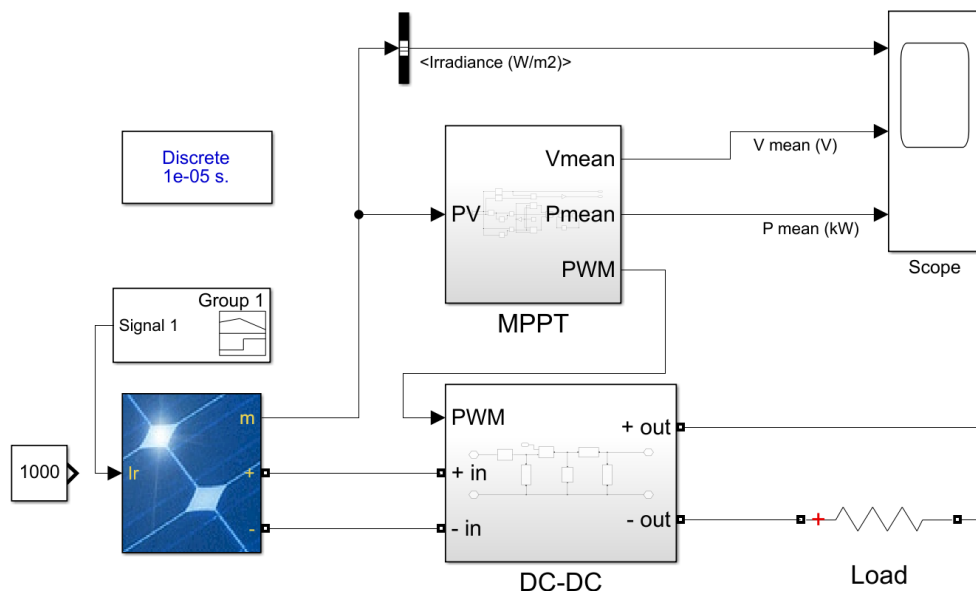 <Irradiance (W/m2)>
Discrete
1e-05 s.
Vmean
V mean (V)
PV
Pmean
P mean (kW)
PWM
Scope
MPPT
Group 1
Signal 1
m
PWM
+ out
1000
Ir
+
+ in
-
- in
- out
+
DC-DC
Load